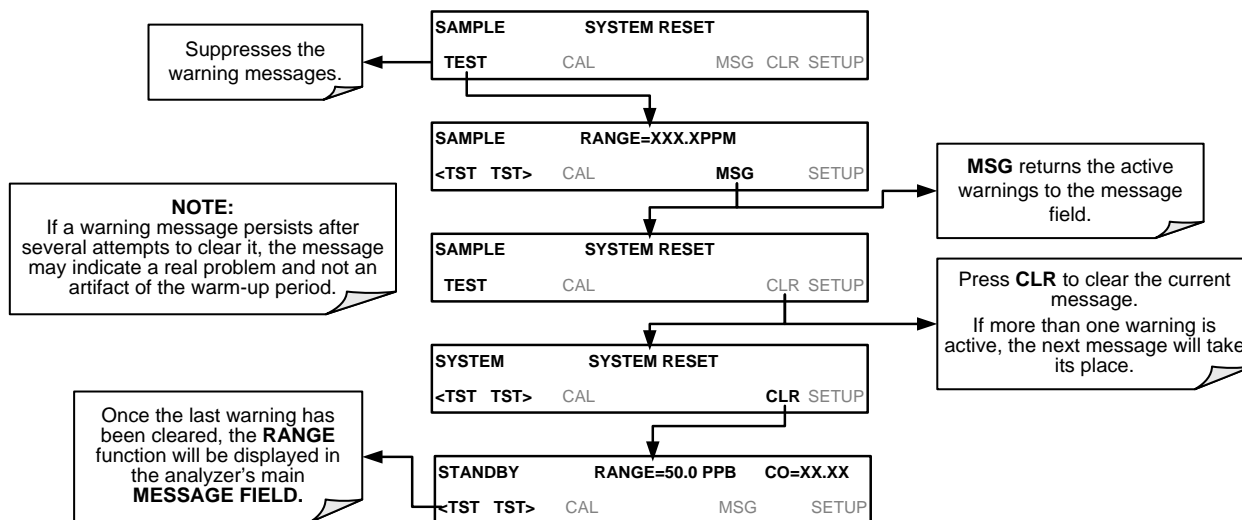 Suppresses the
warning messages.
SAMPLE SYSTEM RESET
TEST CAL MSG CLR SETUP
SAMPLE RANGE=XXX.XPPM
<TST TST> CAL MSG SETUP
MSG returns the active
warnings to the message
field.
NOTE:
If a warning message persists after
several attempts to clear it, the message
may indicate a real problem and not an
artifact of the warm-up period.
SAMPLE SYSTEM RESET
TEST CAL CLR SETUP
Press CLR to clear the current
message.
If more than one warning is
active, the next message will take
its place.
SYSTEM SYSTEM RESET
<TST TST> CAL CLR SETUP
Once the last warning has
been cleared, the RANGE
function will be displayed in
the analyzer's main
MESSAGE FIELD.
STANDBY RANGE=50.0 PPB CO=XX.XX
<TST TST> CAL MSG SETUP